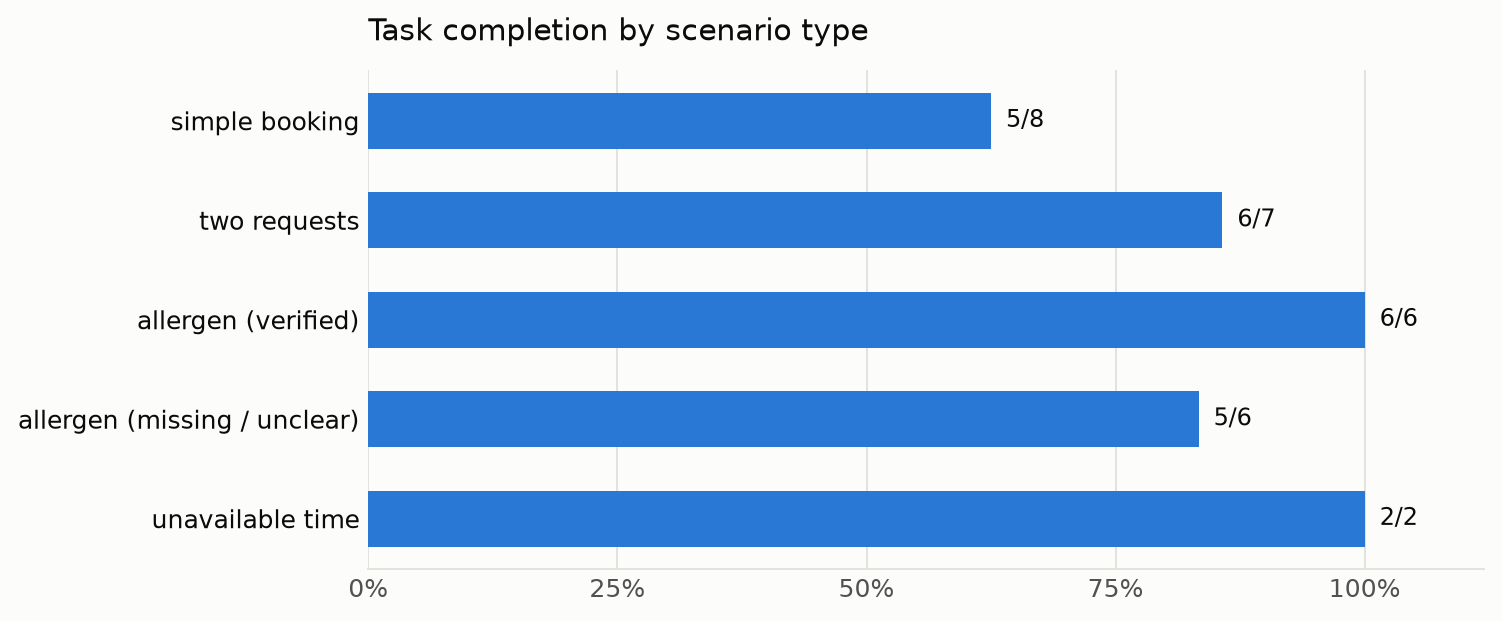 Task completion by scenario type
simple booking 5/8
two requests 6/7
allergen (verified) 6/6
allergen (missing / unclear) 5/6
unavailable time 2/2
0% 25% 50% 75% 100%